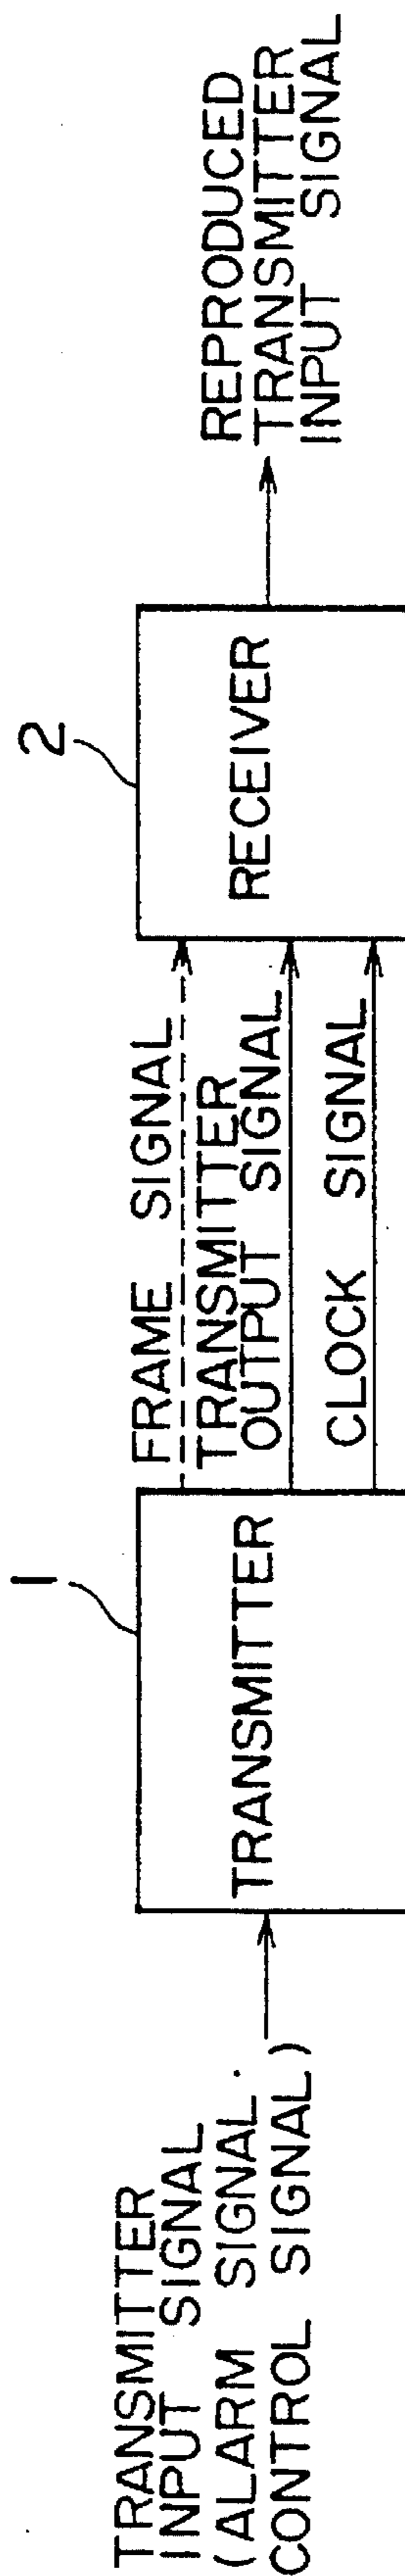 TRANSMITTER
INPUT SIGNAL
(ALARM SIGNAL
CONTROL SIGNAL)
1
TRANSMITTER
FRAME SIGNAL
TRANSMITTER
OUTPUT SIGNAL
CLOCK SIGNAL
2
RECEIVER
REPRODUCED
TRANSMITTER
INPUT SIGNAL